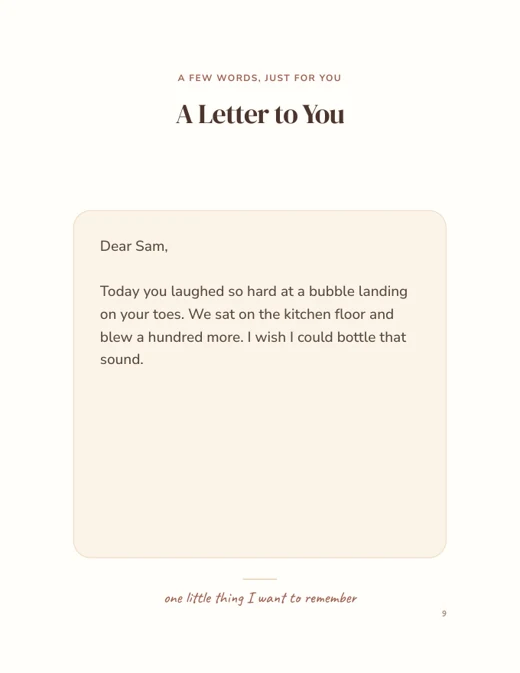 A FEW WORDS, JUST FOR YOU
A Letter to You
Dear Sam,
Today you laughed so hard at a bubble landing
on your toes. We sat on the kitchen floor and
blew a hundred more. I wish I could bottle that
sound.
one little thing I want to remember
9